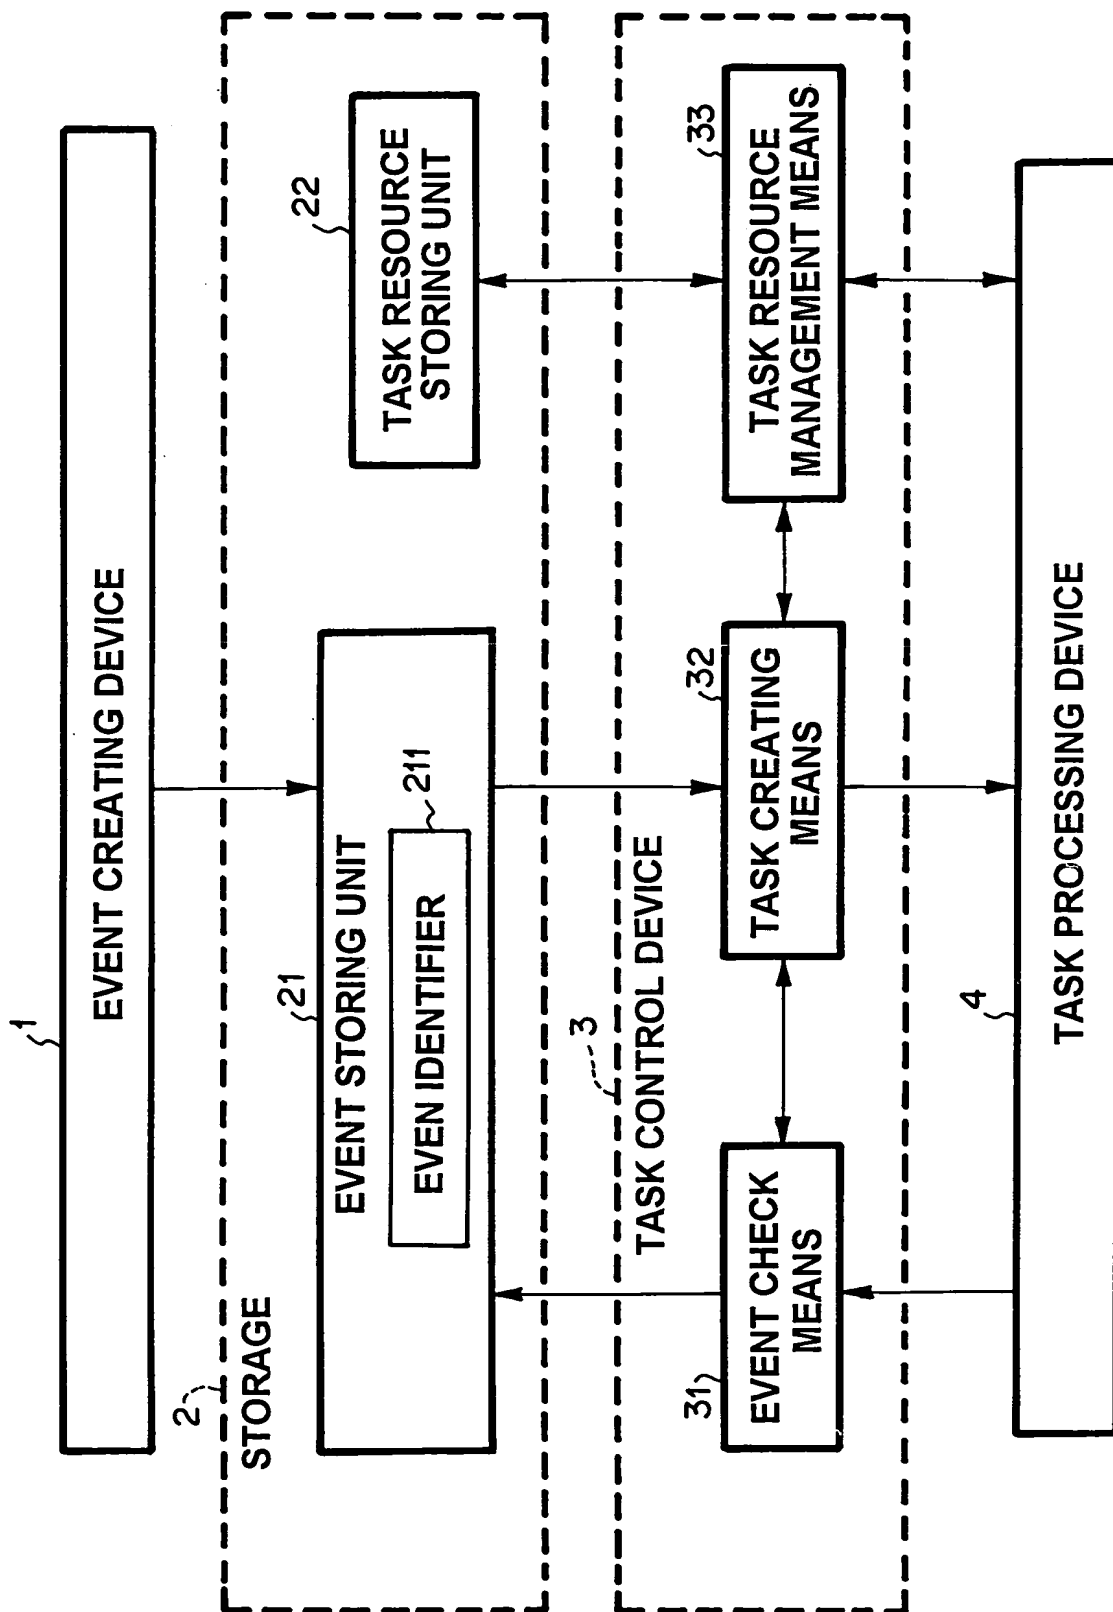 1
EVENT CREATING DEVICE
2
STORAGE
21
EVENT STORING UNIT
211
EVEN IDENTIFIER
22
TASK RESOURCE
STORING UNIT
3
TASK CONTROL DEVICE
31
EVENT CHECK
MEANS
32
TASK CREATING
MEANS
33
TASK RESOURCE
MANAGEMENT MEANS
4
TASK PROCESSING DEVICE